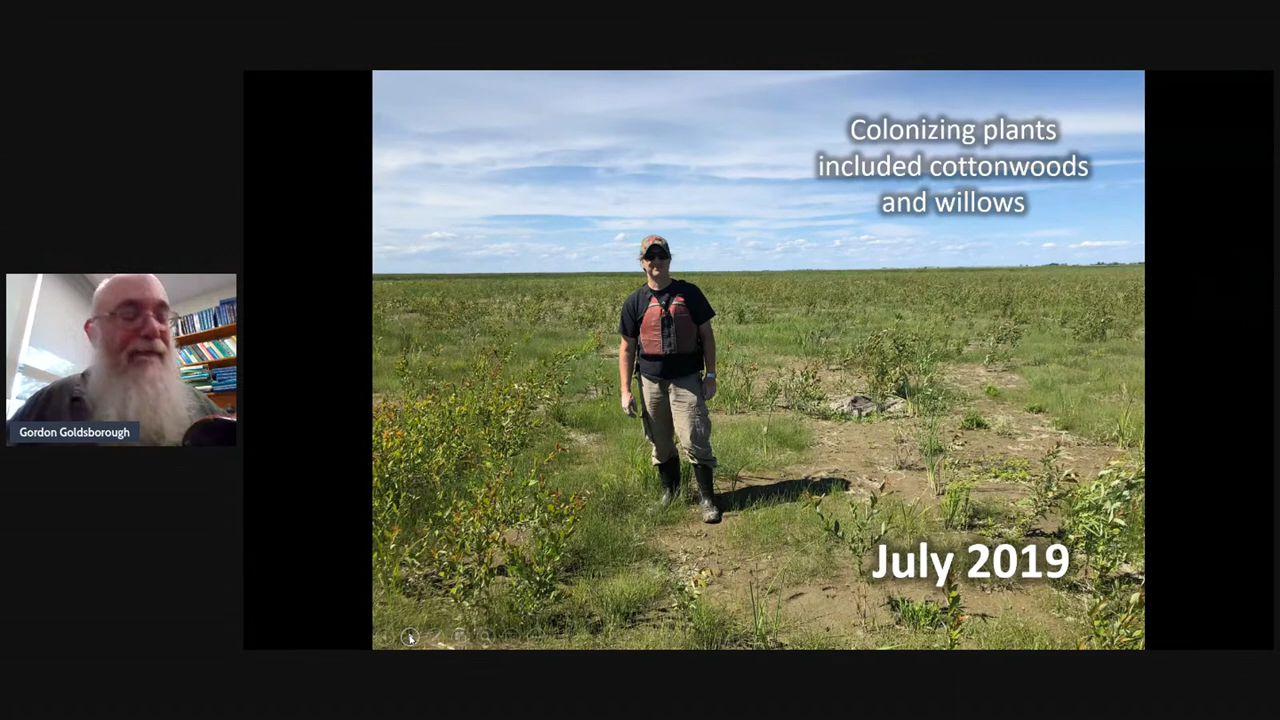 Colonizing plants
included cottonwoods
and willows
Gordon Goldsborough
July 2019